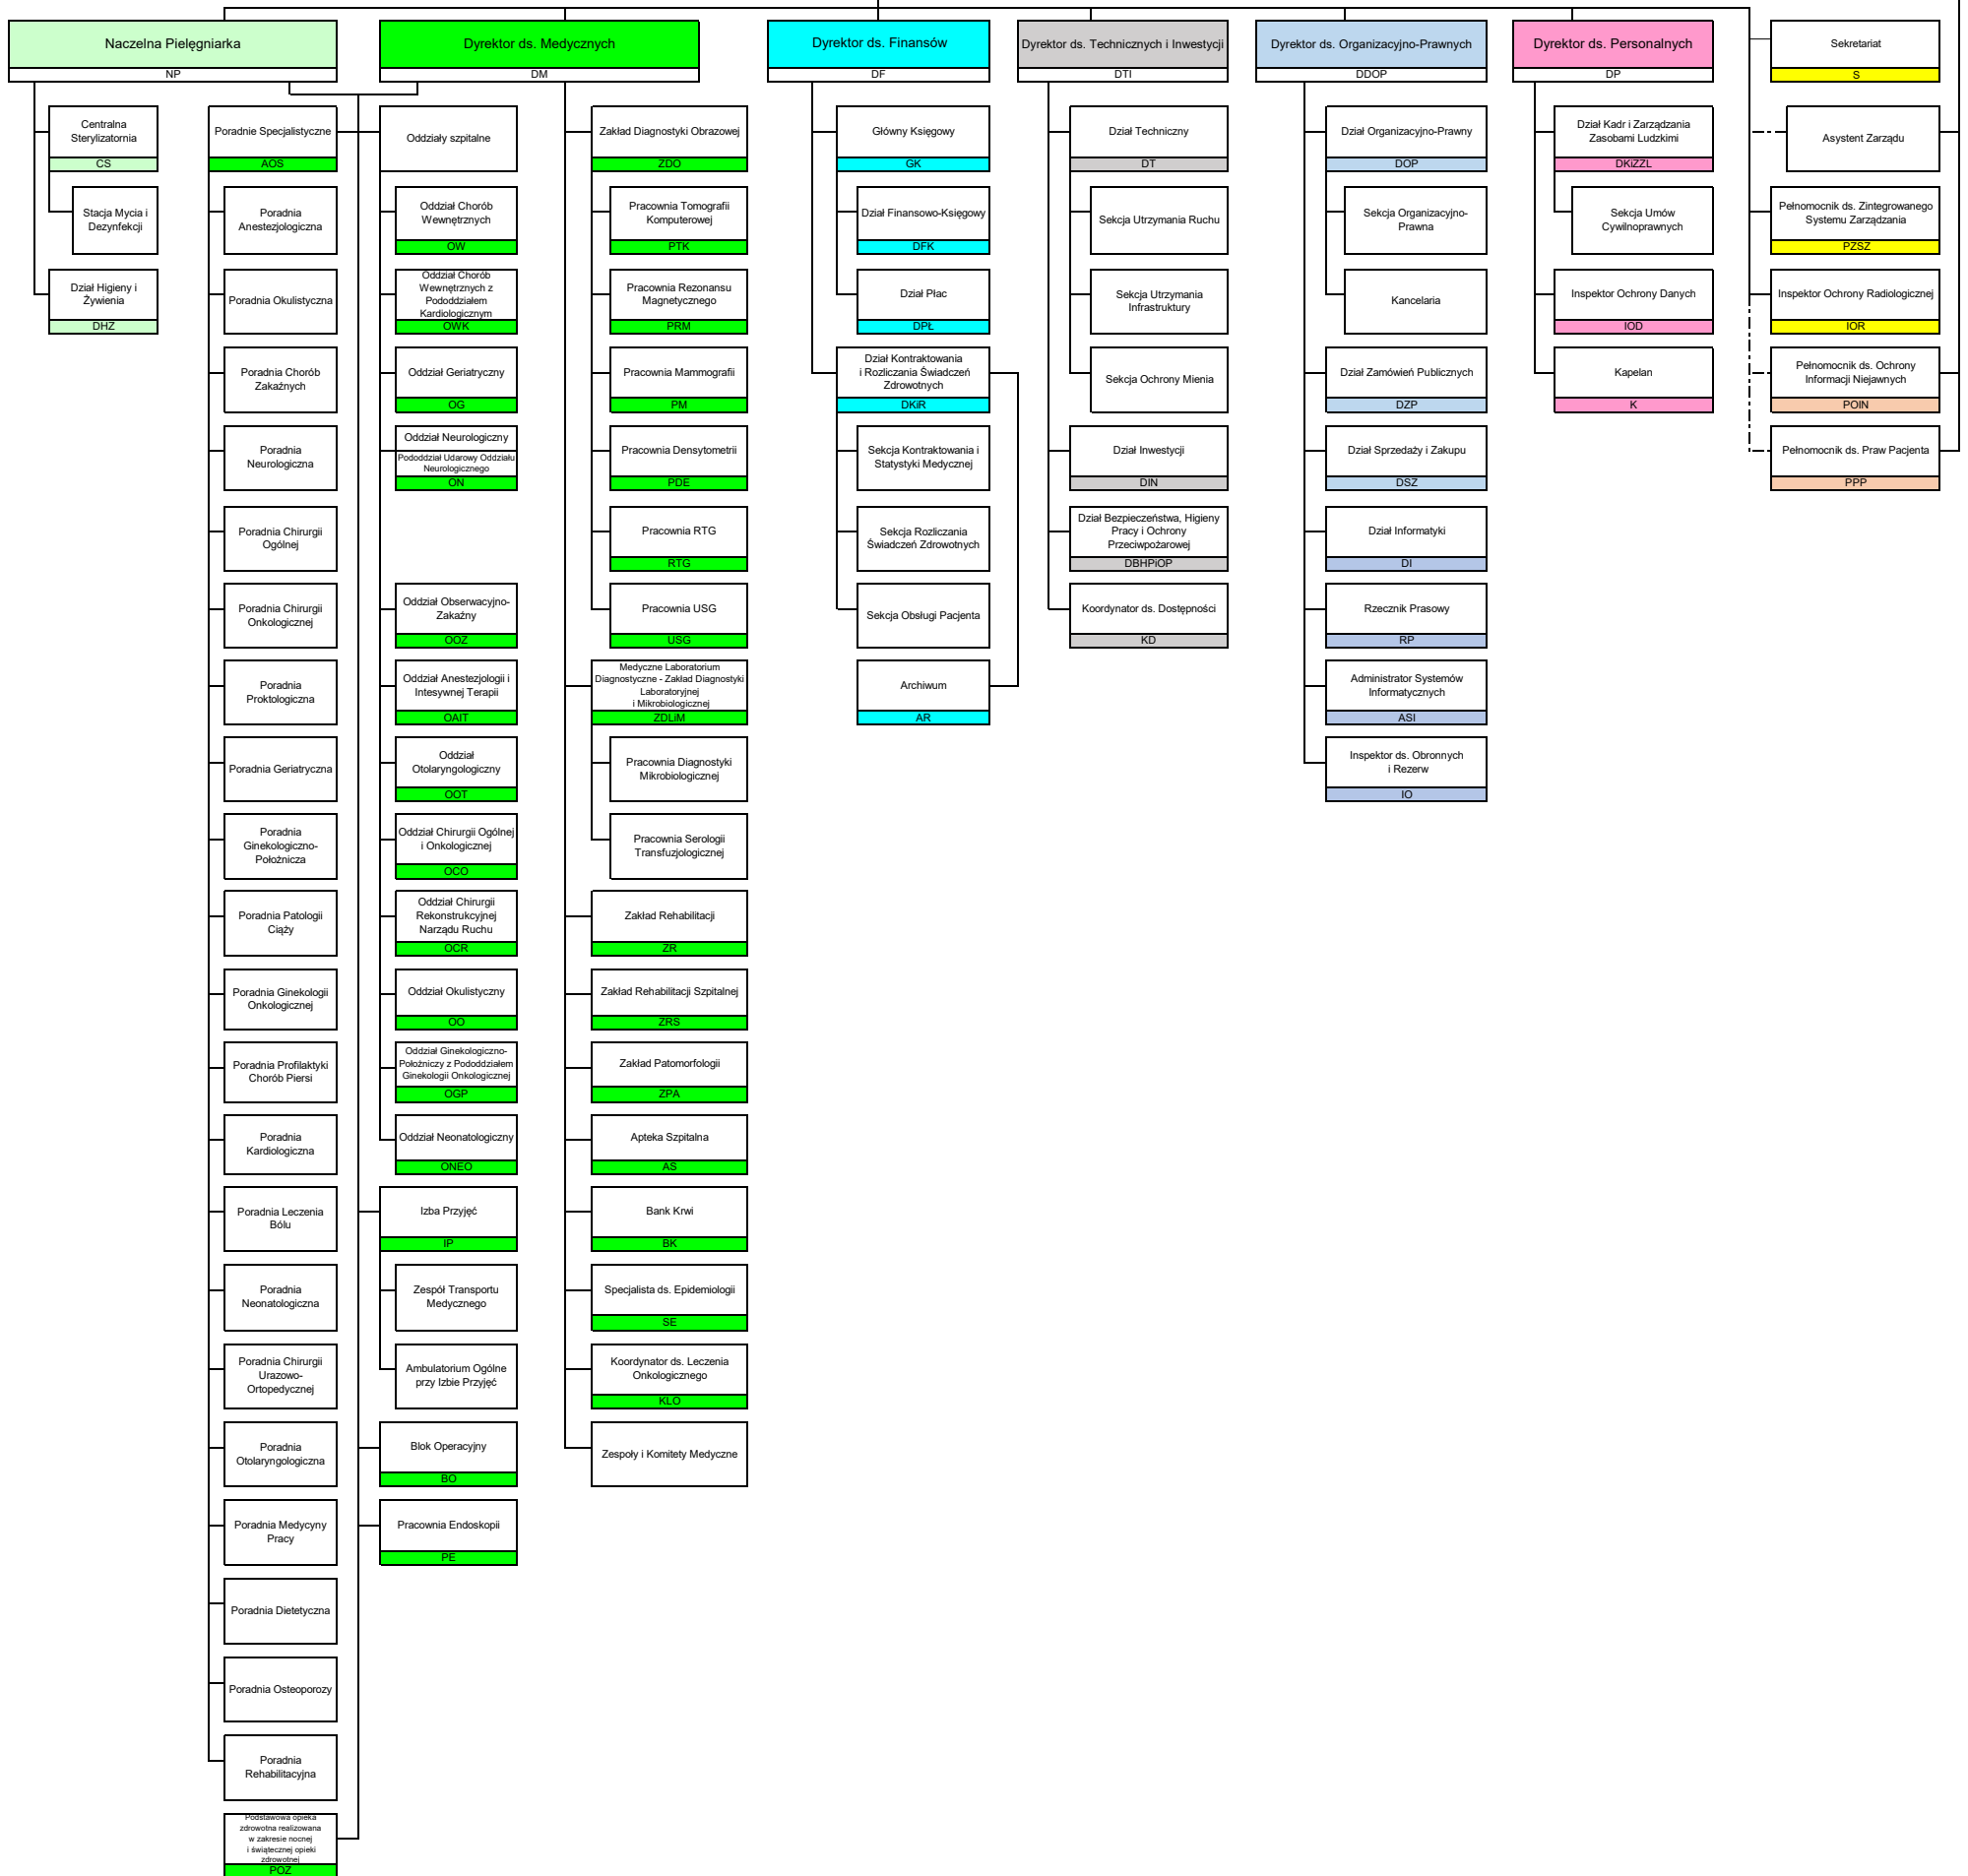 Naczelna Pielęgniarka
NP
Dyrektor ds. Medycznych
DM
Dyrektor ds. Finansów
DF
Dyrektor ds. Technicznych i Inwestycji
DTI
Dyrektor ds. Organizacyjno-Prawnych
DDOP
Dyrektor ds. Personalnych
DP
Sekretariat
S
Centralna
Sterylizatornia
CS
Stacja Mycia i
Dezynfekcji
Dział Higieny i
Żywienia
DHZ
Poradnie Specjalistyczne
AOS
Poradnia
Anestezjologiczna
Poradnia Okulistyczna
Poradnia Chorób
Zakaźnych
Poradnia
Neurologiczna
Poradnia Chirurgii
Ogólnej
Poradnia Chirurgii
Onkologicznej
Poradnia
Proktologiczna
Poradnia Geriatryczna
Poradnia
Ginekologiczno-
Położnicza
Poradnia Patologii
Ciąży
Poradnia Ginekologii
Onkologicznej
Poradnia Profilaktyki
Chorób Piersi
Poradnia
Kardiologiczna
Poradnia Leczenia
Bólu
Poradnia
Neonatologiczna
Poradnia Chirurgii
Urazowo-
Ortopedycznej
Poradnia
Otolaryngologiczna
Poradnia Medycyny
Pracy
Poradnia Dietetyczna
Poradnia Osteoporozy
Poradnia
Rehabilitacyjna
Podstawowa opieka
zdrowotna realizowana
w zakresie nocnej
i świątecznej opieki
zdrowotnej
POZ
Oddziały szpitalne
Oddział Chorób
Wewnętrznych
OW
Oddział Chorób
Wewnętrznych z
Pododdziałem
Kardiologicznym
OWK
Oddział Geriatryczny
OG
Oddział Neurologiczny
Pododdział Udarowy Oddziału
Neurologicznego
ON
Oddział Obserwacyjno-
Zakaźny
OOZ
Oddział Anestezjologii i
Intesywnej Terapii
OAIT
Oddział
Otolaryngologiczny
OOT
Oddział Chirurgii Ogólnej
i Onkologicznej
OCO
Oddział Chirurgii
Rekonstrukcyjnej
Narządu Ruchu
OCR
Oddział Okulistyczny
OO
Oddział Ginekologiczno-
Położniczy z Pododdziałem
Ginekologii Onkologicznej
OGP
Oddział Neonatologiczny
ONEO
Izba Przyjęć
IP
Zespół Transportu
Medycznego
Ambulatorium Ogólne
przy Izbie Przyjęć
Blok Operacyjny
BO
Pracownia Endoskopii
PE
Zakład Diagnostyki Obrazowej
ZDO
Pracownia Tomografii
Komputerowej
PTK
Pracownia Rezonansu
Magnetycznego
PRM
Pracownia Mammografii
PM
Pracownia Densytometrii
PDE
Pracownia RTG
RTG
Pracownia USG
USG
Medyczne Laboratorium
Diagnostyczne - Zakład Diagnostyki
Laboratoryjnej
i Mikrobiologicznej
ZDLiM
Pracownia Diagnostyki
Mikrobiologicznej
Pracownia Serologii
Transfuzjologicznej
Zakład Rehabilitacji
ZR
Zakład Rehabilitacji Szpitalnej
ZRS
Zakład Patomorfologii
ZPA
Apteka Szpitalna
AS
Bank Krwi
BK
Specjalista ds. Epidemiologii
SE
Koordynator ds. Leczenia
Onkologicznego
KLO
Zespoły i Komitety Medyczne
Główny Księgowy
GK
Dział Finansowo-Księgowy
DFK
Dział Płac
DPŁ
Dział Kontraktowania
i Rozliczania Świadczeń
Zdrowotnych
DKiR
Sekcja Kontraktowania i
Statystyki Medycznej
Sekcja Rozliczania
Świadczeń Zdrowotnych
Sekcja Obsługi Pacjenta
Archiwum
AR
Dział Techniczny
DT
Sekcja Utrzymania Ruchu
Sekcja Utrzymania
Infrastruktury
Sekcja Ochrony Mienia
Dział Inwestycji
DIN
Dział Bezpieczeństwa, Higieny
Pracy i Ochrony
Przeciwpożarowej
DBHPiOP
Koordynator ds. Dostępności
KD
Dział Organizacyjno-Prawny
DOP
Sekcja Organizacyjno-
Prawna
Kancelaria
Dział Zamówień Publicznych
DZP
Dział Sprzedaży i Zakupu
DSZ
Dział Informatyki
DI
Rzecznik Prasowy
RP
Administrator Systemów
Informatycznych
ASI
Inspektor ds. Obronnych
i Rezerw
IO
Dział Kadr i Zarządzania
Zasobami Ludzkimi
DKiZZL
Sekcja Umów
Cywilnoprawnych
Inspektor Ochrony Danych
IOD
Kapelan
K
Asystent Zarządu
Pełnomocnik ds. Zintegrowanego
Systemu Zarządzania
PZSZ
Inspektor Ochrony Radiologicznej
IOR
Pełnomocnik ds. Ochrony
Informacji Niejawnych
POIN
Pełnomocnik ds. Praw Pacjenta
PPP